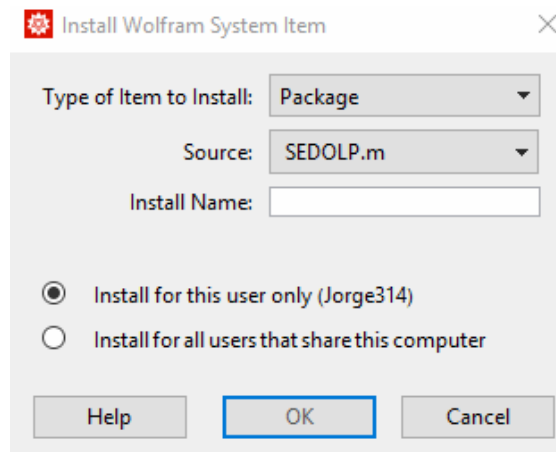 Install Wolfram System Item
Type of Item to Install: Package
Source: SEDOLP.m
Install Name:
Install for this user only (Jorge314)
Install for all users that share this computer
Help OK Cancel